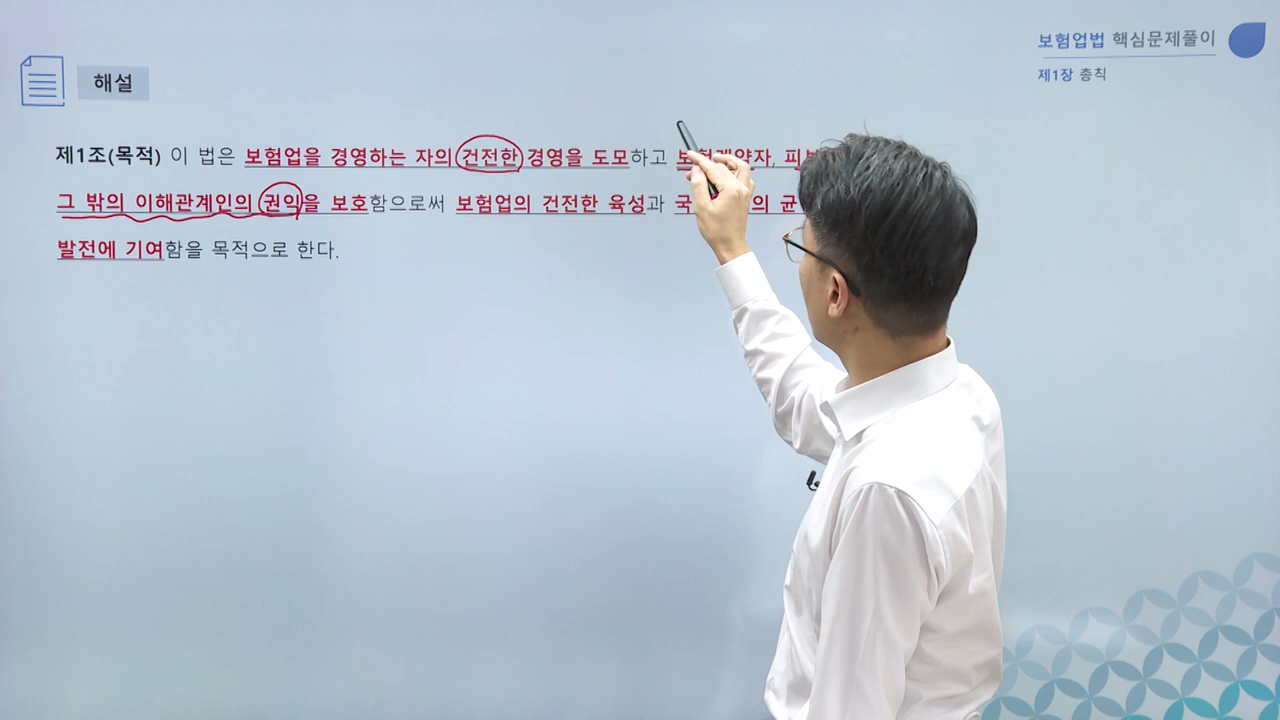 보험업법 핵심문제풀이
제1장 총칙
해설
제1조(목적) 이 법은 보험업을 경영하는 자의 건전한 경영을 도모하고
그 밖의 이해관계인의 권익을 보호함으로써 보험업의 건전한 육성과 국 의 균
발전에 기여함을 목적으로 한다.